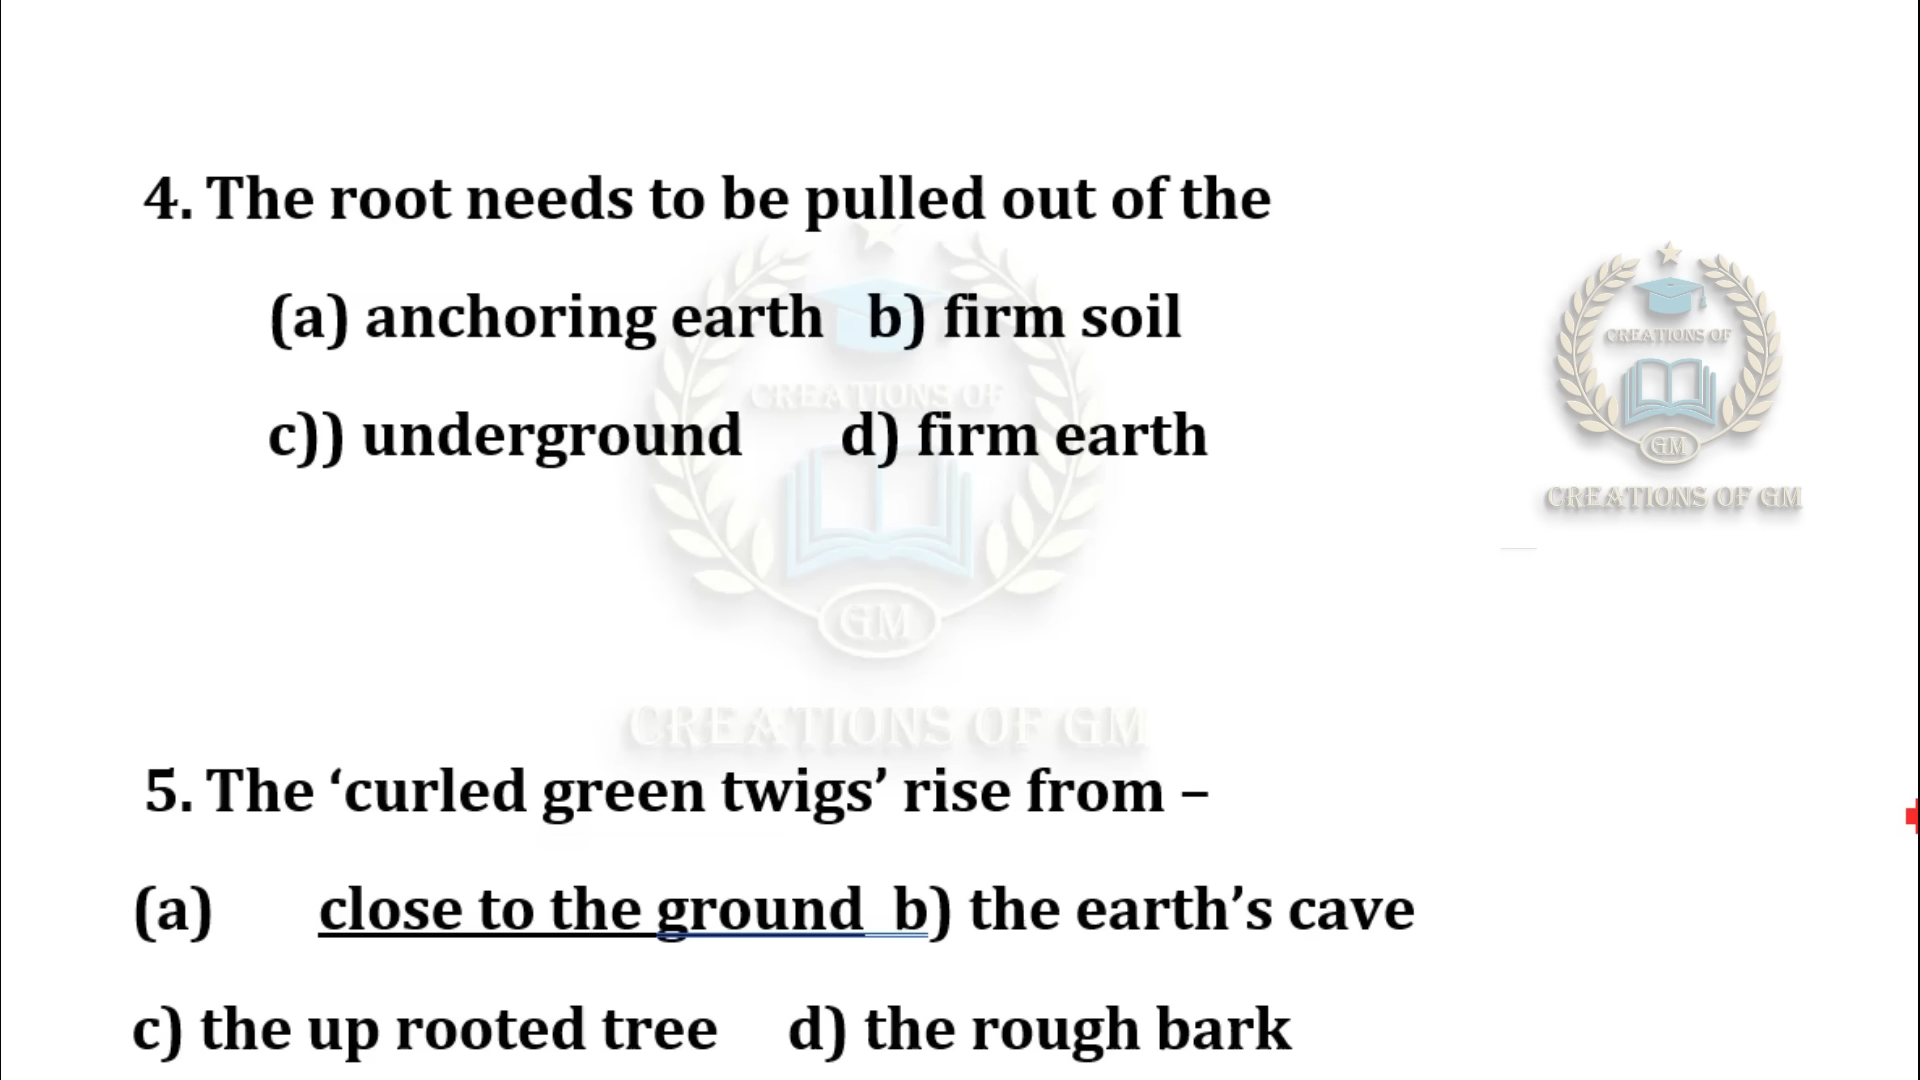 4. The root needs to be pulled out of the
(a) anchoring earth b) firm soil
CREATIONS OF
CREATIONS OF
c)) underground d) firm earth
GM
CREATIONS OF GM
GM
CREATIONS OF GM
5. The ‘curled green twigs’ rise from –
(a) close to the ground b) the earth’s cave
c) the up rooted tree d) the rough bark